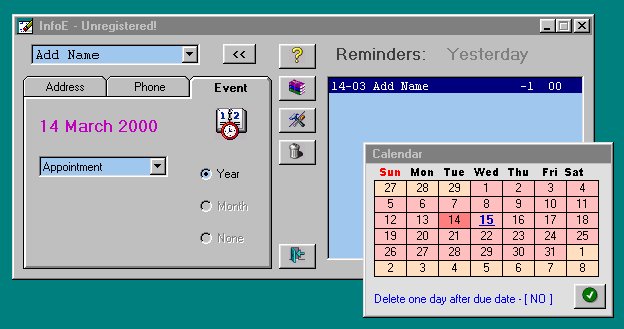 InfoE - Unregistered!
Add Name
<<
Reminders: Yesterday
Address Phone Event
14-03 Add Name -1 00
14 March 2000
Appointment
Year
Month
None
Calendar
Sun Mon Tue Wed Thu Fri Sat
27 28 29 1 2 3 4
5 6 7 8 9 10 11
12 13 14 15 16 17 18
19 20 21 22 23 24 25
26 27 28 29 30 31 1
2 3 4 5 6 7 8
Delete one day after due date - [ NO ]